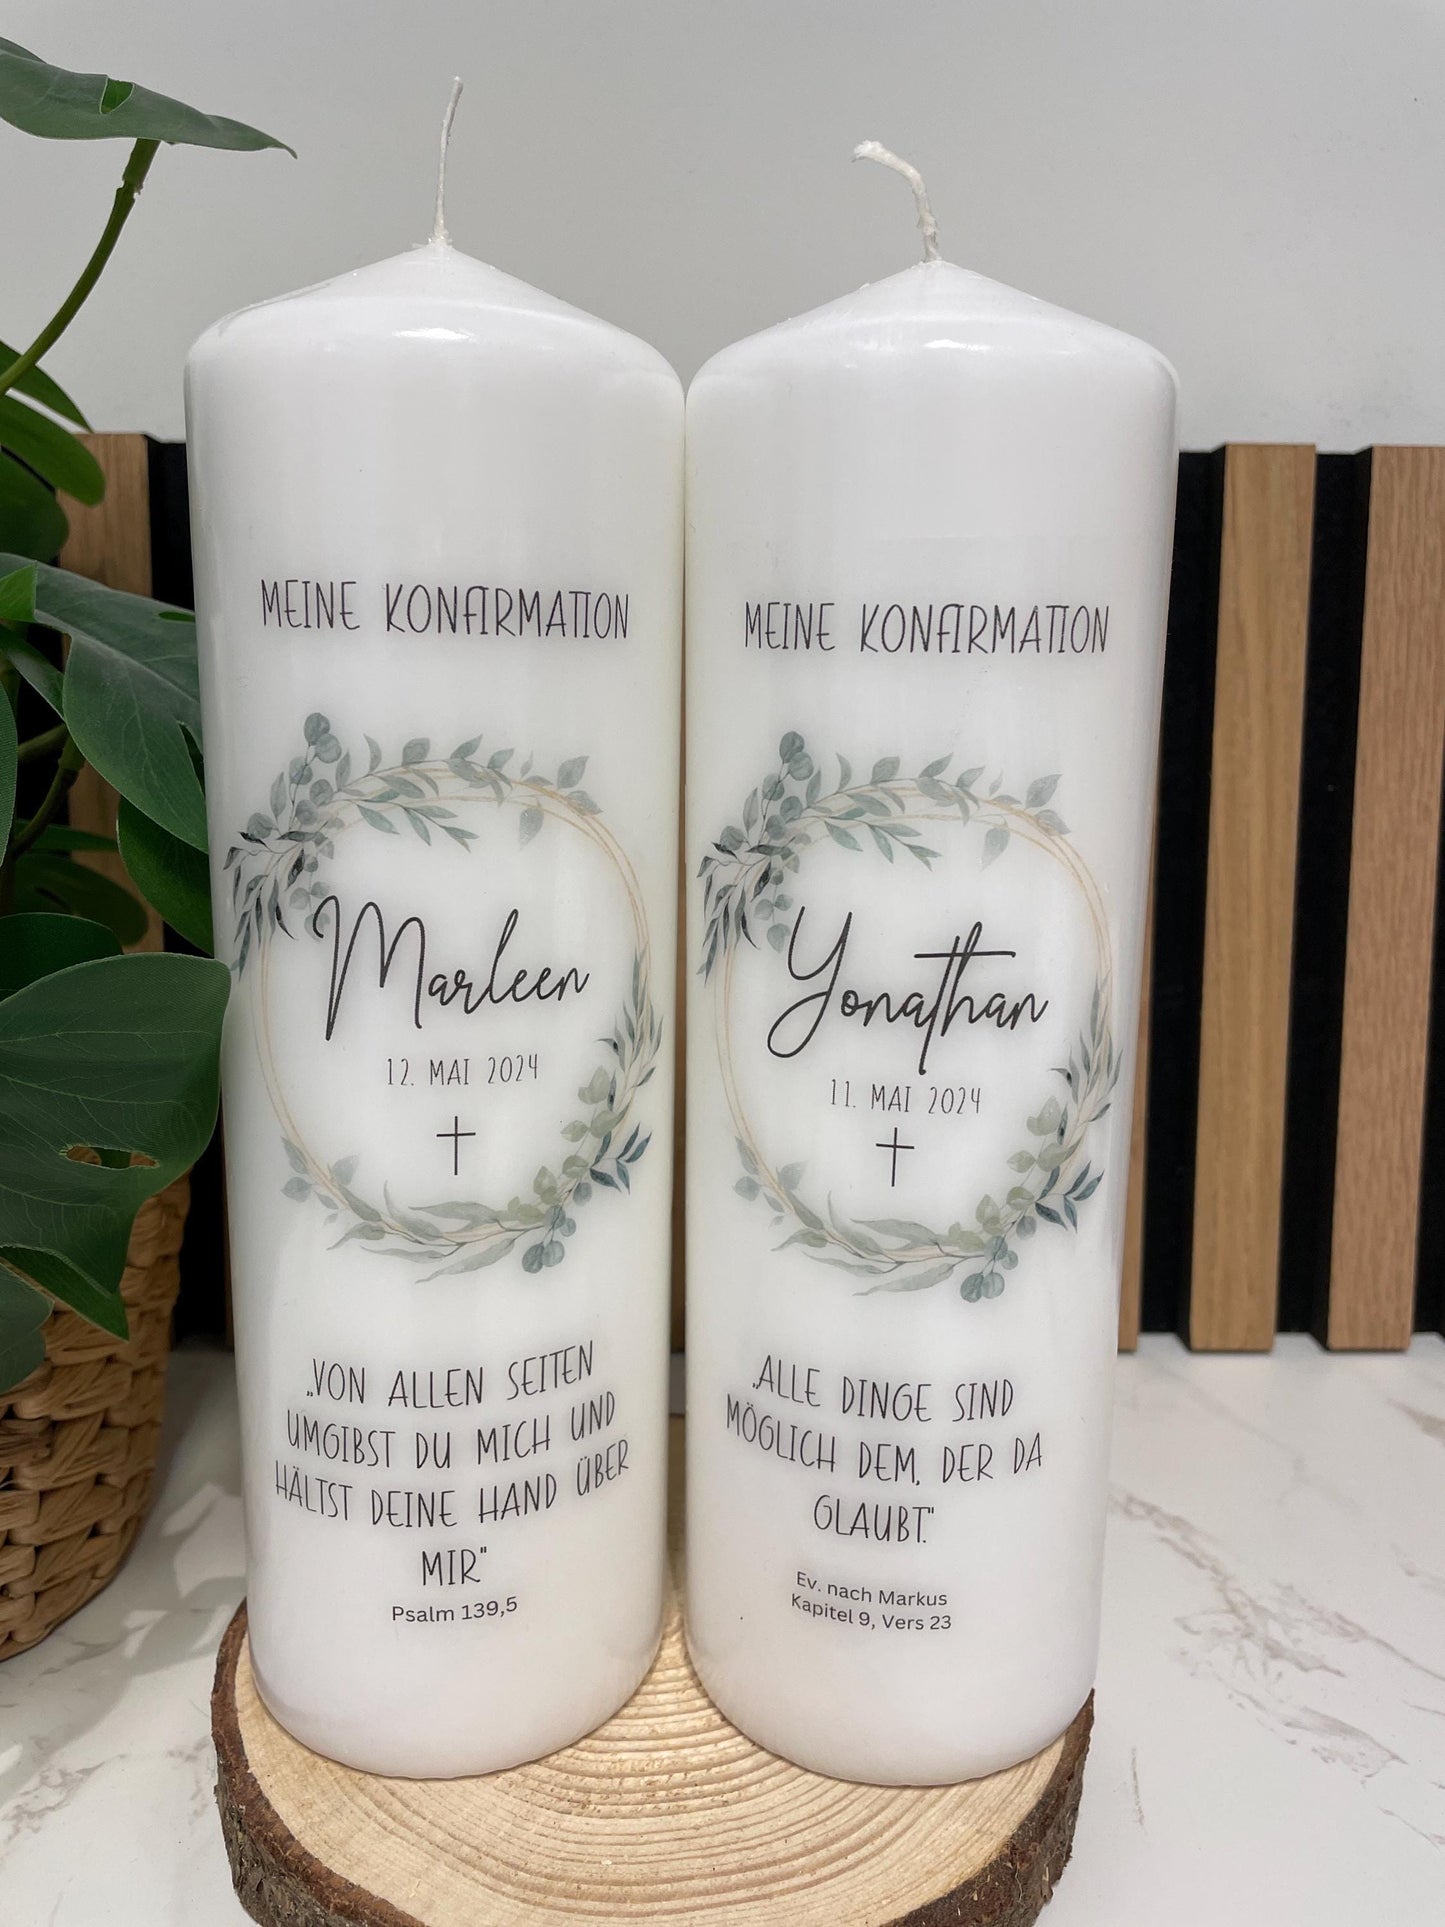 MEINE KONFIRMATION
Marleen
12. MAI 2024
„VON ALLEN SEITEN
UMGIBST DU MICH UND
HÄLTST DEINE HAND ÜBER
MIR"
Psalm 139,5
MEINE KONFIRMATION
Yonathan
11. MAI 2024
„ALLE DINGE SIND
MÖGLICH DEM, DER DA
GLAUBT."
Ev. nach Markus
Kapitel 9, Vers 23